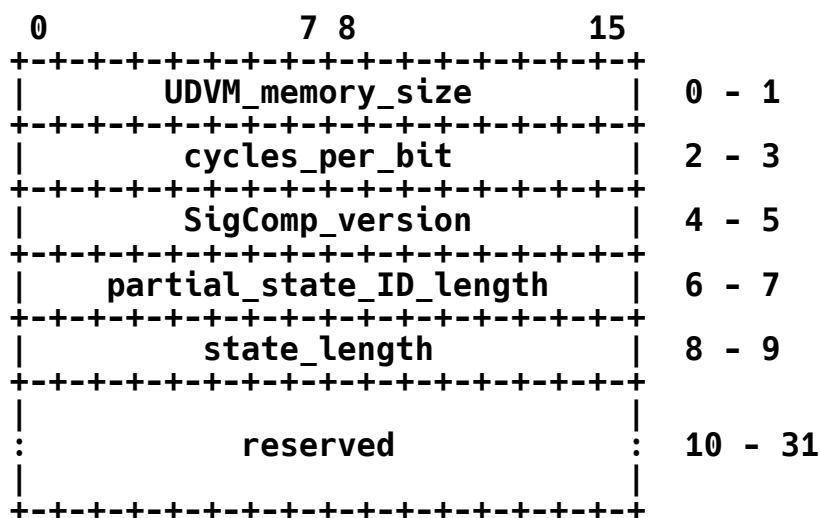 0             7 8            15
+-+-+-+-+-+-+-+-+-+-+-+-+-+-+-+-+
|       UDVM_memory_size        |  0 - 1
+-+-+-+-+-+-+-+-+-+-+-+-+-+-+-+-+
|        cycles_per_bit         |  2 - 3
+-+-+-+-+-+-+-+-+-+-+-+-+-+-+-+-+
|        SigComp_version        |  4 - 5
+-+-+-+-+-+-+-+-+-+-+-+-+-+-+-+-+
|    partial_state_ID_length    |  6 - 7
+-+-+-+-+-+-+-+-+-+-+-+-+-+-+-+-+
|         state_length          |  8 - 9
+-+-+-+-+-+-+-+-+-+-+-+-+-+-+-+-+
|                               |
:           reserved            :  10 - 31
|                               |
+-+-+-+-+-+-+-+-+-+-+-+-+-+-+-+-+